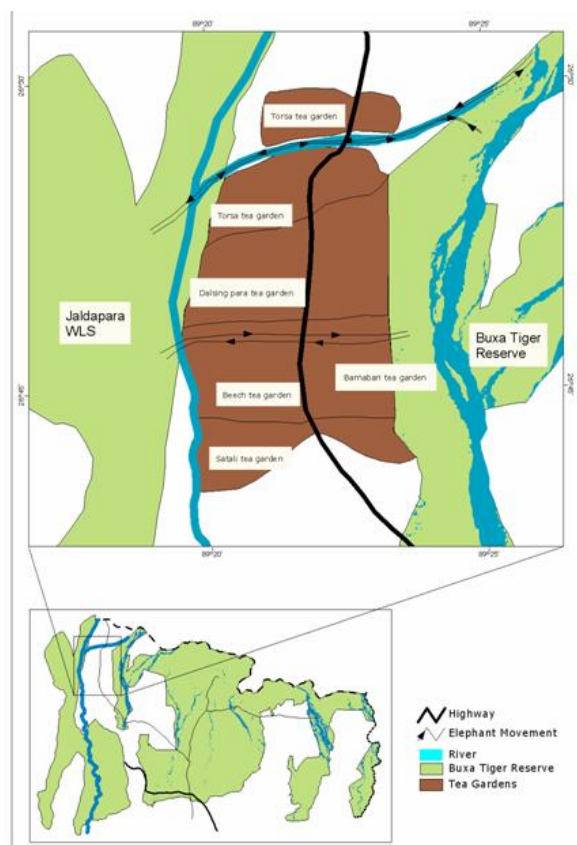 89°20
89°25
26°50
26°50
Torsa tea garden
Torsa tea garden
Dalsing para tea garden
Jaldapara
WLS
Buxa Tiger
Reserve
Barnabari tea garden
26°45
26°45
Beech tea garden
Satali tea garden
89°20
89°25
Highway
Elephant Movement
River
Buxa Tiger Reserve
Tea Gardens